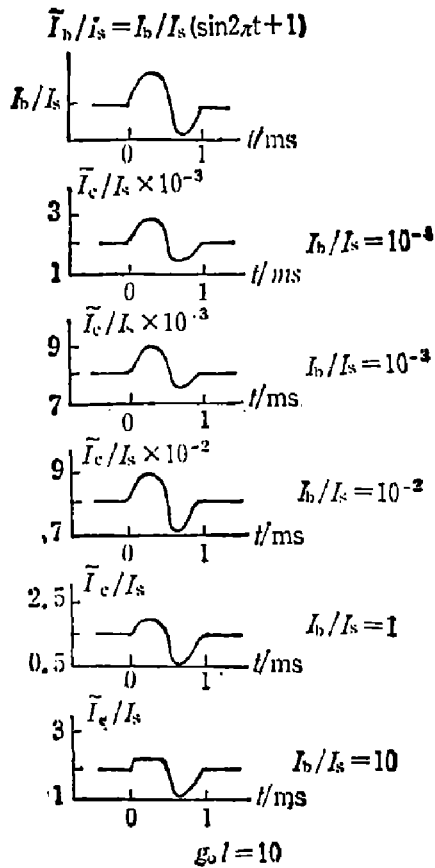 Ĩb/is = Ib/Is (sin2πt+1)
Ib/Is
0 1 t/ms
Ĩc/Is × 10⁻³
3
1
Ib/Is = 10⁻⁴
0 1 t/ms
Ĩc/Is × 10⁻³
9
7
Ib/Is = 10⁻³
0 1 t/ms
Ĩc/Is × 10⁻²
9
.7
Ib/Is = 10⁻²
0 1 t/ms
Ĩc/Is
2.5
0.5
Ib/Is = 1
0 1 t/ms
Ĩc/Is
3
1
Ib/Is = 10
0 1 t/ms
g₀l = 10